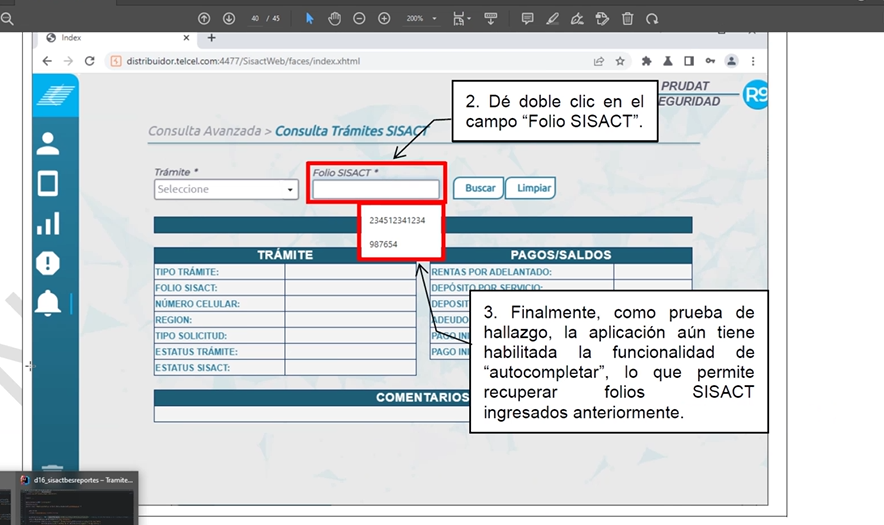 40 / 45
200%
Index
distribuidor.telcel.com:4477/SisactWeb/faces/index.xhtml
PRUDAT
EGURIDAD
R9
2. Dé doble clic en el
campo “Folio SISACT”.
Consulta Avanzada > Consulta Trámites SISACT
Trámite *
Folio SISACT *
Seleccione
Buscar
Limpiar
234512341234
987654
TRÁMITE
PAGOS/SALDOS
TIPO TRÁMITE:
RENTAS POR ADELANTADO:
FOLIO SISACT:
DEPÓSITO POR SERVICIO:
NÚMERO CELULAR:
DEPOSIT
REGION:
ADEUDO
TIPO SOLICITUD:
PAGO INI
ESTATUS TRÁMITE:
PAGO INI
ESTATUS SISACT:
3. Finalmente, como prueba de
hallazgo, la aplicación aún tiene
habilitada la funcionalidad de
“autocompletar”, lo que permite
recuperar folios SISACT
ingresados anteriormente.
COMENTARIOS
d16_sisactbesreportes – Tramite...